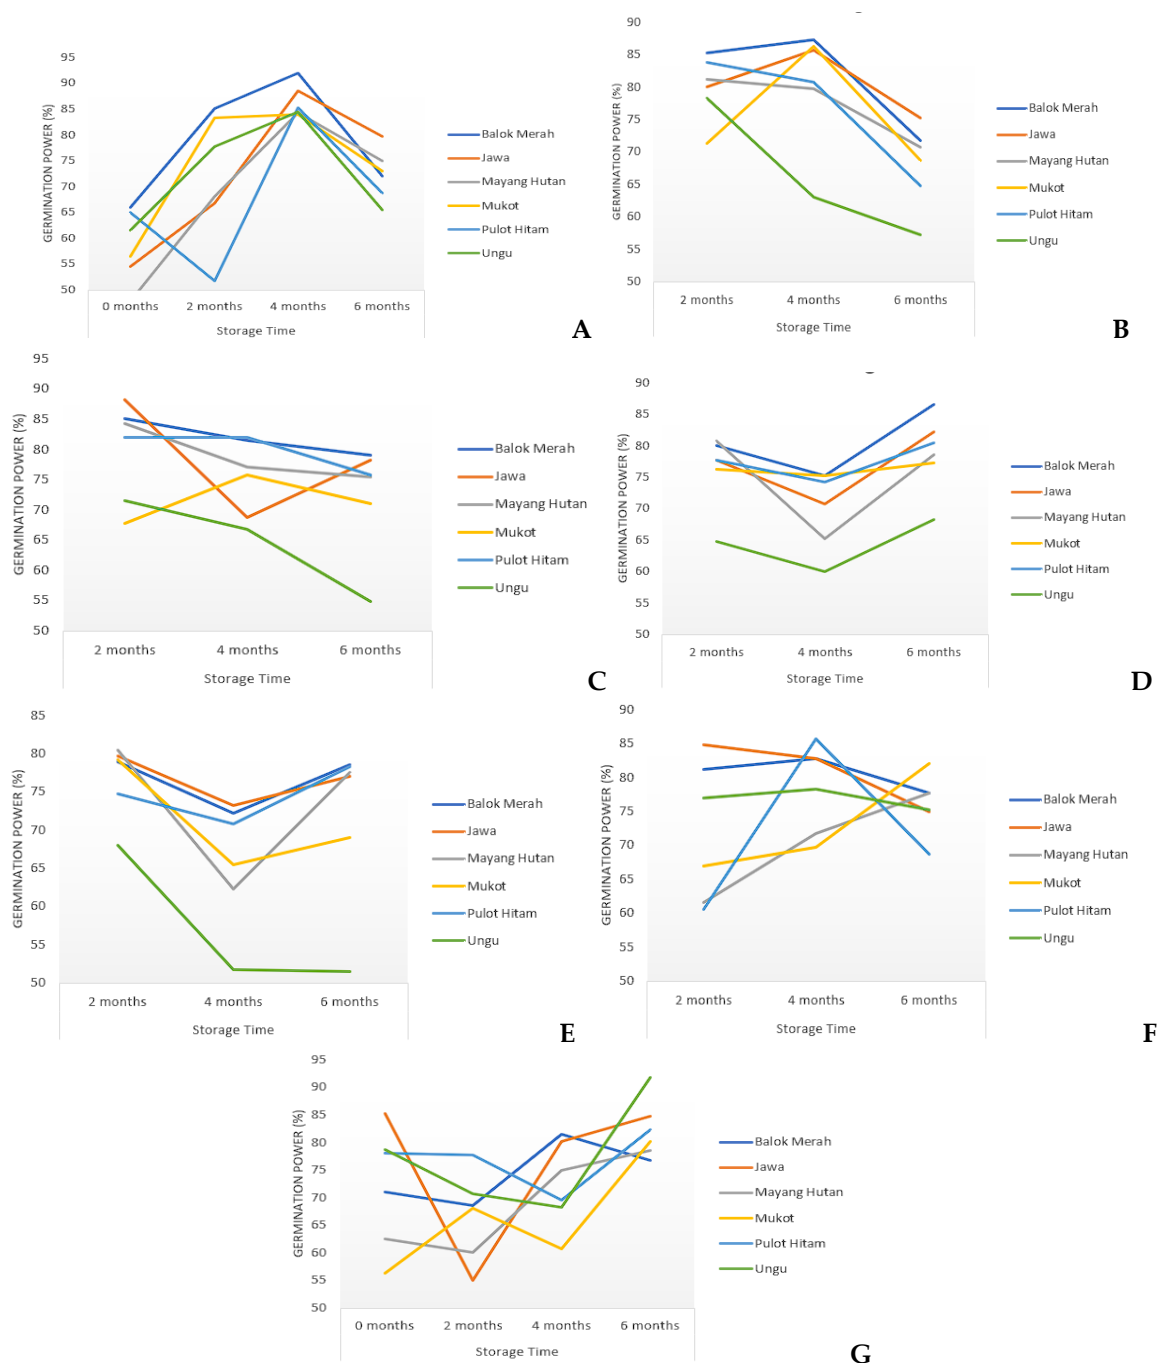 95
90
85
80
75
70
65
60
55
50
GERMINATION POWER (%)
0 months 2 months 4 months 6 months
Storage Time
Balok Merah
Jawa
Mayang Hutan
Mukot
Pulot Hitam
Ungu
A
90
85
80
75
70
65
60
55
50
GERMINATION POWER (%)
2 months 4 months 6 months
Storage Time
Balok Merah
Jawa
Mayang Hutan
Mukot
Pulot Hitam
Ungu
B
95
90
85
80
75
70
65
60
55
50
GERMINATION POWER (%)
2 months 4 months 6 months
Storage Time
Balok Merah
Jawa
Mayang Hutan
Mukot
Pulot Hitam
Ungu
C
90
85
80
75
70
65
60
55
50
GERMINATION POWER (%)
2 months 4 months 6 months
Storage Time
Balok Merah
Jawa
Mayang Hutan
Mukot
Pulot Hitam
Ungu
D
85
80
75
70
65
60
55
50
GERMINATION POWER (%)
2 months 4 months 6 months
Storage Time
Balok Merah
Jawa
Mayang Hutan
Mukot
Pulot Hitam
Ungu
E
90
85
80
75
70
65
60
55
50
GERMINATION POWER (%)
2 months 4 months 6 months
Storage Time
Balok Merah
Jawa
Mayang Hutan
Mukot
Pulot Hitam
Ungu
F
95
90
85
80
75
70
65
60
55
50
GERMINATION POWER (%)
0 months 2 months 4 months 6 months
Storage Time
Balok Merah
Jawa
Mayang Hutan
Mukot
Pulot Hitam
Ungu
G